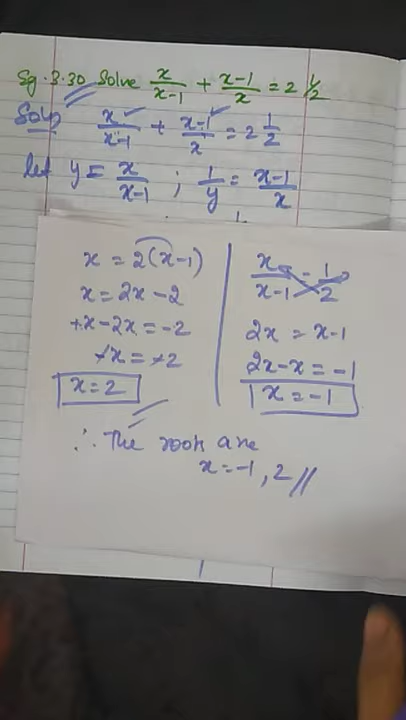 Eg. 3.30 Solve x/x-1 + x-1/x = 2 1/2
Soln x/x-1 + x-1/x = 2 1/2
let y = x/x-1 ; 1/y = x-1/x
x = 2(x-1)
x = 2x-2
+x-2x = -2
-x = -2
x = 2
x/x-1 = 1/2
2x = x-1
2x-x = -1
x = -1
∴ The roots are
x = -1, 2 //